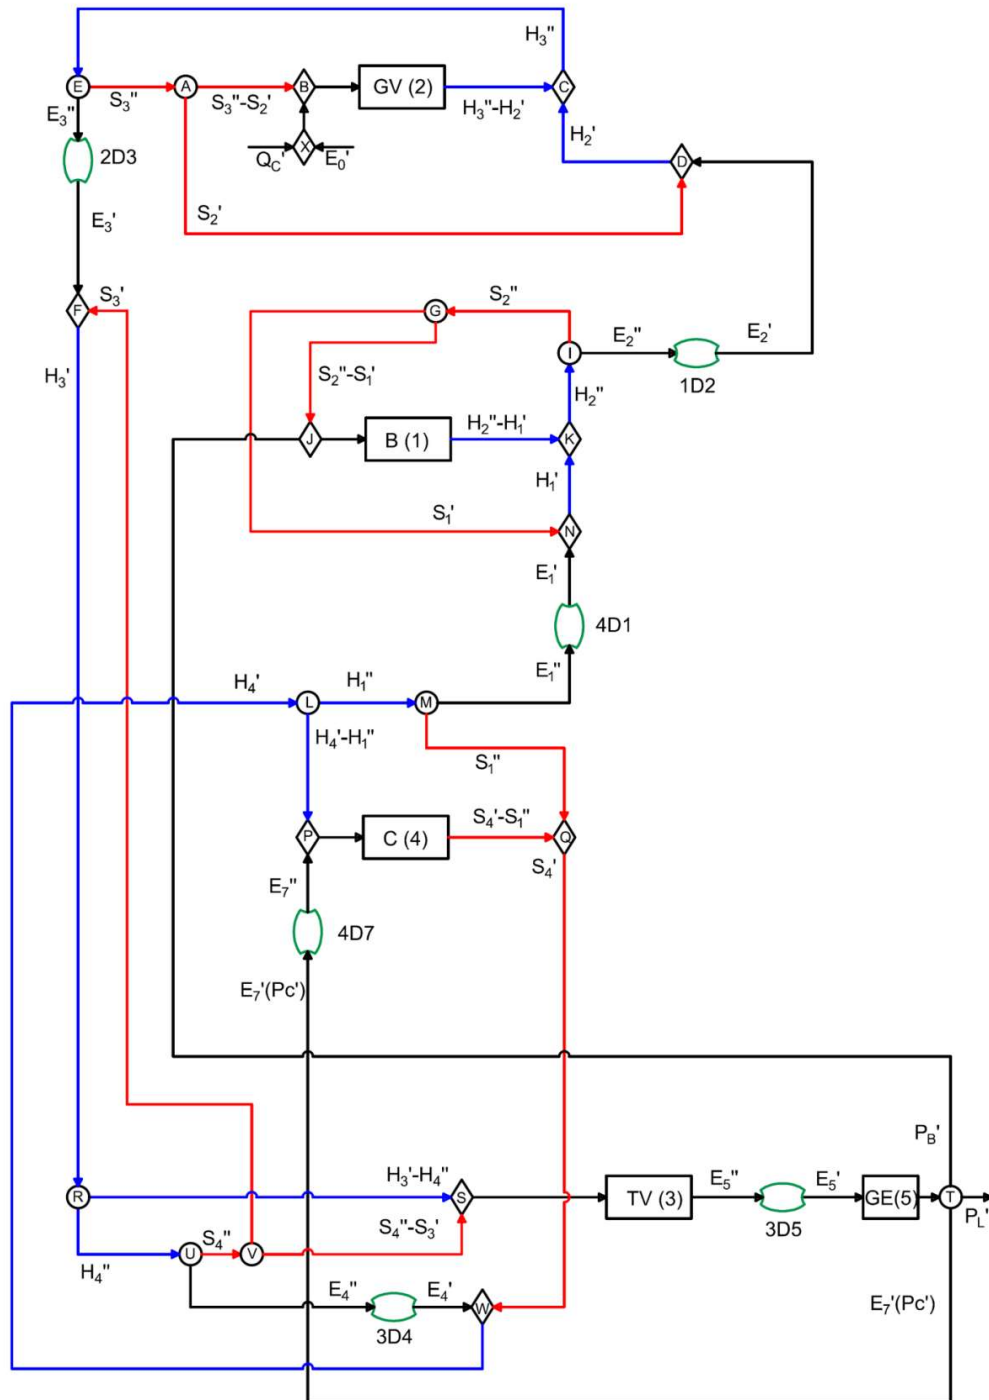 H₃"
E
S₃"
A
S₃"-S₂'
B
GV (2)
H₃"-H₂'
C
E₃"
2D3
Q_C'
X
E₀'
H₂'
D
E₃'
S₂'
F
S₃'
G
S₂"
I
E₂"
E₂'
1D2
H₃'
S₂"-S₁'
H₂"
J
B (1)
H₂"-H₁'
K
H₁'
S₁'
N
E₁'
4D1
E₁"
H₄'
L
H₁"
M
H₄'-H₁"
S₁"
P
C (4)
S₄'-S₁"
Q
S₄'
E₇"
4D7
E₇'(Pc')
P_B'
R
H₃'-H₄"
S
TV (3)
E₅"
E₅'
GE(5)
T
P_L'
3D5
S₄"-S₃'
U
S₄"
V
H₄"
E₄"
E₄'
W
3D4
E₇'(Pc')